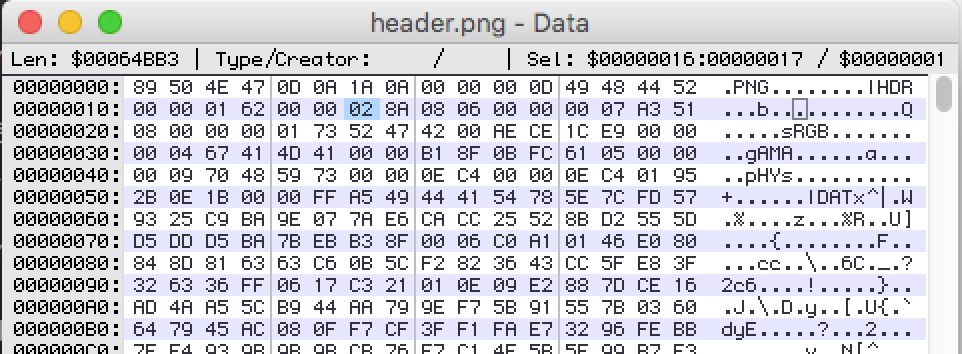 header.png - Data
Len: $00064BB3 | Type/Creator: / | Sel: $00000016:00000017 / $00000001
00000000: 89 50 4E 47 0D 0A 1A 0A 00 00 00 0D 49 48 44 52 .PNG........IHDR
00000010: 00 00 01 62 00 00 02 8A 08 06 00 00 00 07 A3 51 ...b...........Q
00000020: 08 00 00 00 01 73 52 47 42 00 AE CE 1C E9 00 00 .....sRGB.......
00000030: 00 04 67 41 4D 41 00 00 B1 8F 0B FC 61 05 00 00 ..gAMA......a...
00000040: 00 09 70 48 59 73 00 00 0E C4 00 00 0E C4 01 95 ..pHYs..........
00000050: 2B 0E 1B 00 00 FF A5 49 44 41 54 78 5E 7C FD 57 +......IDATx^|.W
00000060: 93 25 C9 BA 9E 07 7A E6 CA CC 25 52 8B D2 55 5D .%....z...%R..U]
00000070: D5 DD D5 BA 7B EB B3 8F 00 06 C0 A1 01 46 E0 80 ....{........F..
00000080: 84 8D 81 63 63 C6 0B 5C F2 82 36 43 CC 5F E8 3F ...cc..\..6C._.?
00000090: 32 63 36 FF 06 17 C3 21 01 0E 09 E2 88 7D CE 16 2c6....!.....}..
000000A0: AD 4A A5 5C B9 44 AA 79 9E F7 5B 91 55 7B 03 60 .J.\.D.y..[.U{.`
000000B0: 64 79 45 AC 08 0F F7 CF 3F F1 FA E7 32 96 FE BB dyE.....?...2...